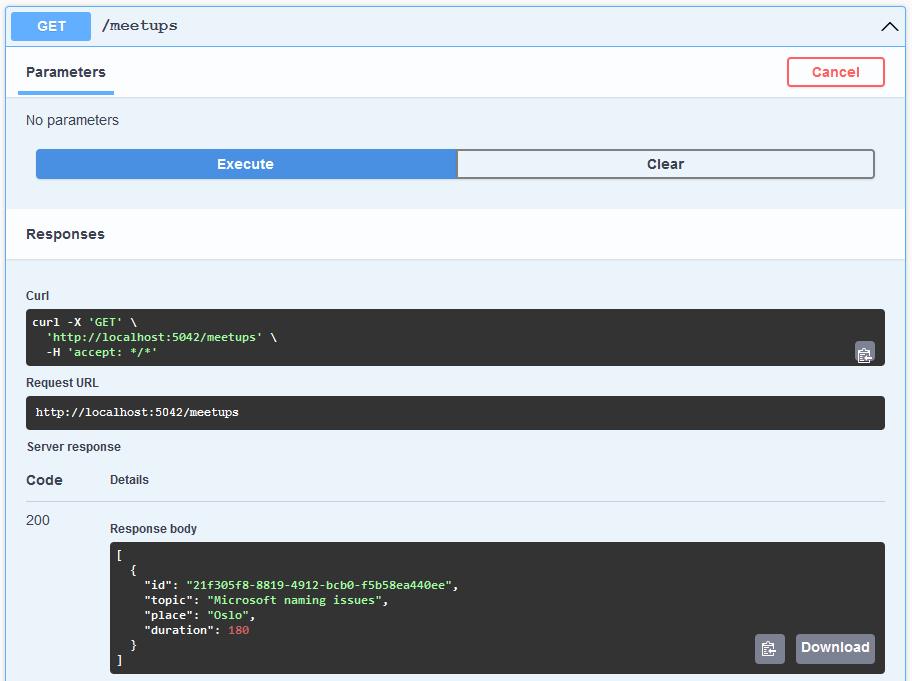 GET /meetups
Parameters
Cancel
No parameters
Execute
Clear
Responses
Curl
curl -X 'GET' \
  'http://localhost:5042/meetups' \
  -H 'accept: */*'
Request URL
http://localhost:5042/meetups
Server response
Code Details
200
Response body
[
  {
    "id": "21f305f8-8819-4912-bcb0-f5b58ea440ee",
    "topic": "Microsoft naming issues",
    "place": "Oslo",
    "duration": 180
  }
]
Download